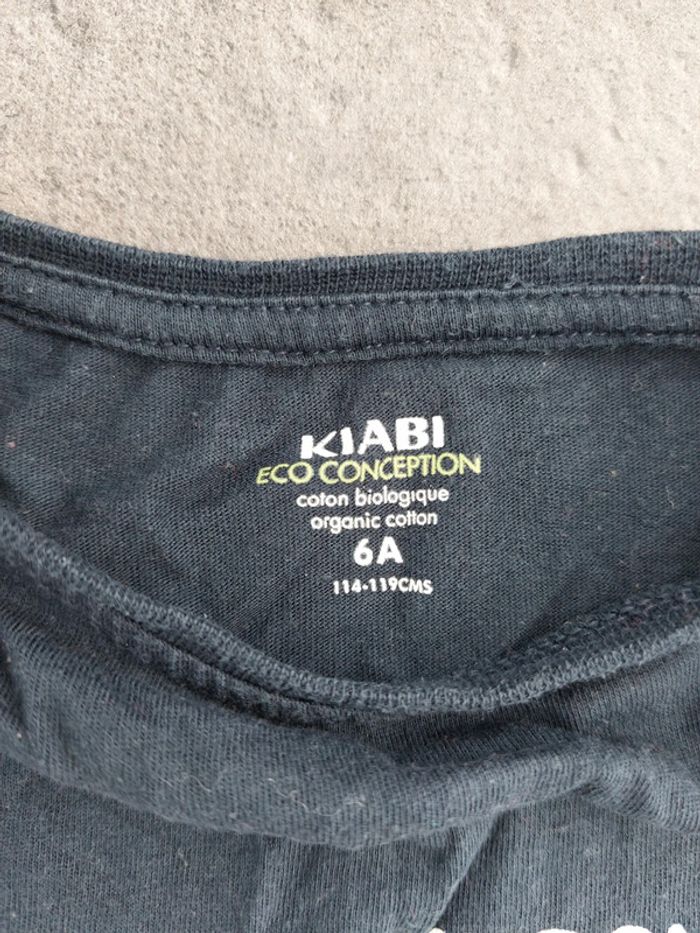 KIABI
ECO CONCEPTION
coton biologique
organic cotton
6A
114-119CMS